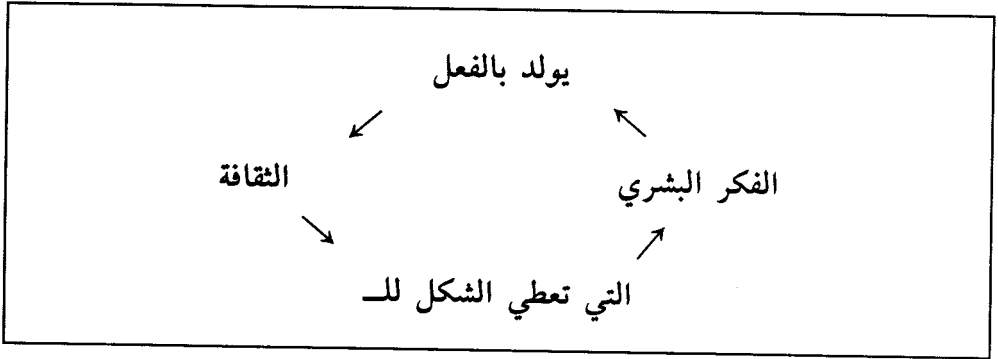 يولد بالفعل
الفكر البشري
الثقافة
التي تعطي الشكل للـ